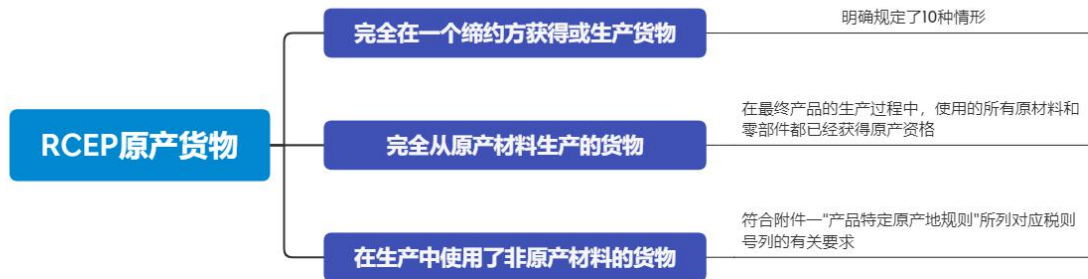 RCEP原产货物
完全在一个缔约方获得或生产货物
明确规定了10种情形
完全从原产材料生产的货物
在最终产品的生产过程中，使用的所有原材料和
零部件都已经获得原产资格
在生产中使用了非原产材料的货物
符合附件一"产品特定原产地规则"所列对应税则
号列的有关要求